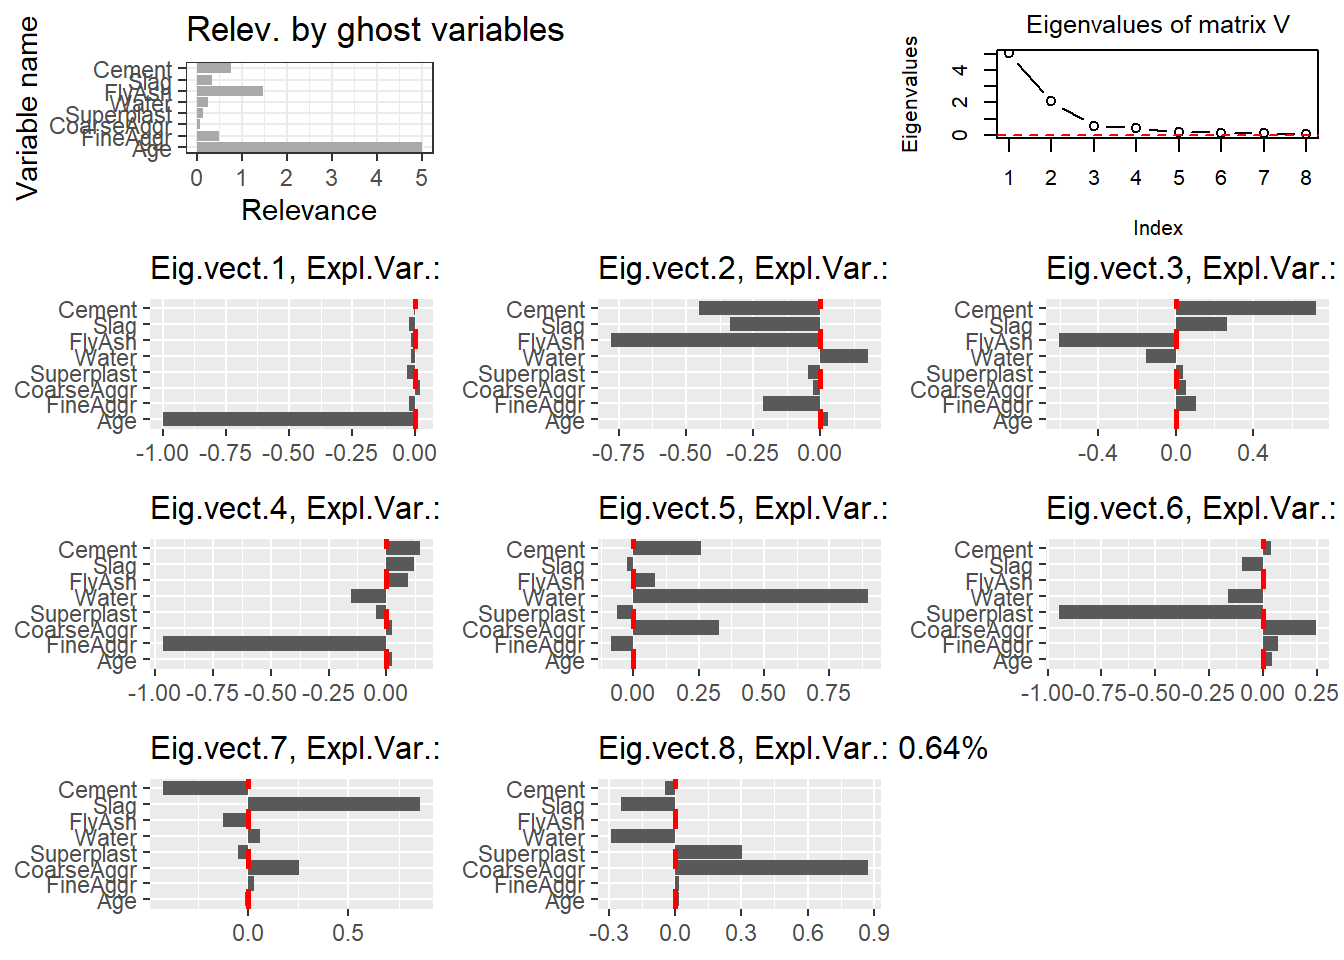 Relev. by ghost variables
Variable name
Cement
Slag
FlyAsh
Water
Superplast
CoarseAggr
FineAggr
Age
0 1 2 3 4 5
Relevance
Eigenvalues of matrix V
Eigenvalues
0 2 4
1 2 3 4 5 6 7 8
Index
Eig.vect.1, Expl.Var.:
Cement
Slag
FlyAsh
Water
Superplast
CoarseAggr
FineAggr
Age
-1.00 -0.75 -0.50 -0.25 0.00
Eig.vect.2, Expl.Var.:
Cement
Slag
FlyAsh
Water
Superplast
CoarseAggr
FineAggr
Age
-0.75 -0.50 -0.25 0.00
Eig.vect.3, Expl.Var.:
Cement
Slag
FlyAsh
Water
Superplast
CoarseAggr
FineAggr
Age
-0.4 0.0 0.4
Eig.vect.4, Expl.Var.:
Cement
Slag
FlyAsh
Water
Superplast
CoarseAggr
FineAggr
Age
-1.00 -0.75 -0.50 -0.25 0.00
Eig.vect.5, Expl.Var.:
Cement
Slag
FlyAsh
Water
Superplast
CoarseAggr
FineAggr
Age
0.00 0.25 0.50 0.75
Eig.vect.6, Expl.Var.:
Cement
Slag
FlyAsh
Water
Superplast
CoarseAggr
FineAggr
Age
-1.00 -0.75 -0.50 -0.25 0.00 0.25
Eig.vect.7, Expl.Var.:
Cement
Slag
FlyAsh
Water
Superplast
CoarseAggr
FineAggr
Age
0.0 0.5
Eig.vect.8, Expl.Var.: 0.64%
Cement
Slag
FlyAsh
Water
Superplast
CoarseAggr
FineAggr
Age
-0.3 0.0 0.3 0.6 0.9